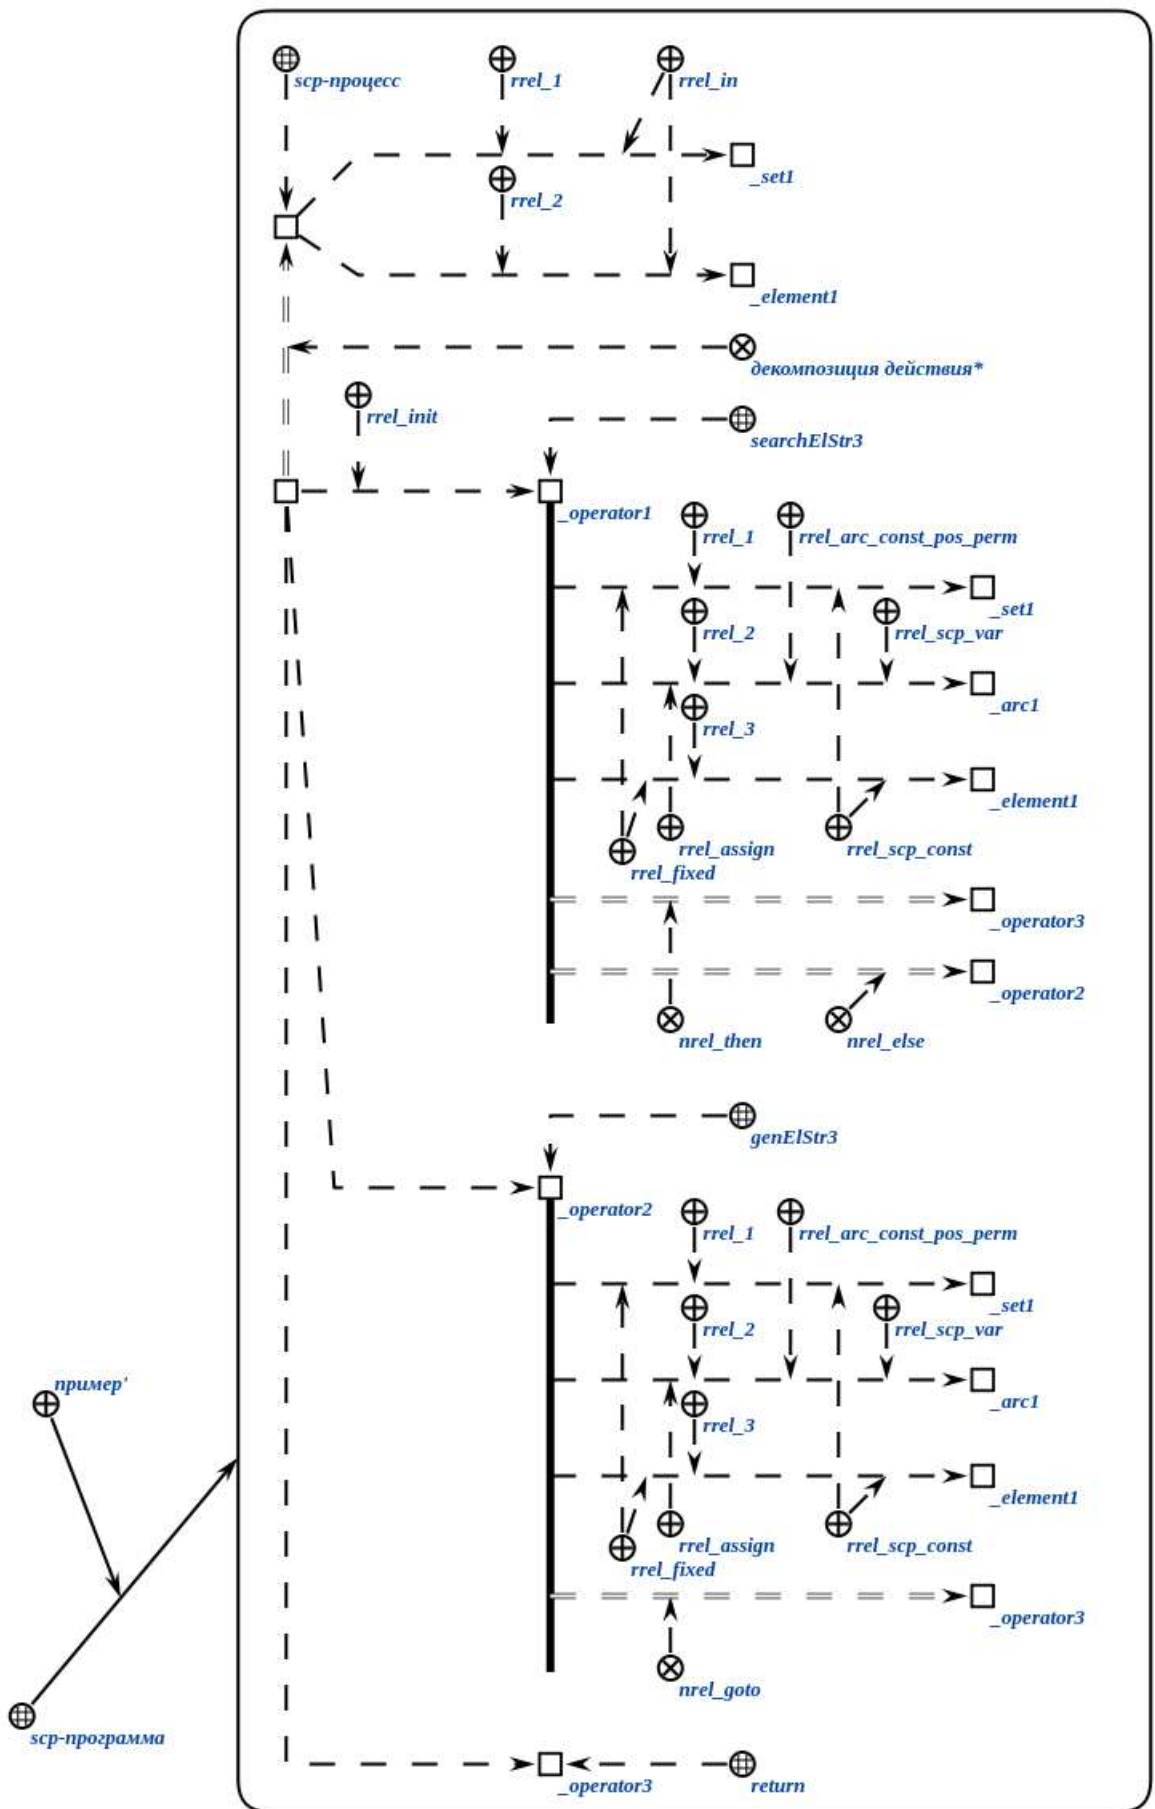 scp-процесс
rrel_1
rrel_in
_set1
rrel_2
_element1
декомпозиция действия*
rrel_init
searchElStr3
_operator1
rrel_1
rrel_arc_const_pos_perm
_set1
rrel_2
rrel_scp_var
_arc1
rrel_3
_element1
rrel_assign
rrel_scp_const
rrel_fixed
_operator3
_operator2
nrel_then
nrel_else
genElStr3
_operator2
rrel_1
rrel_arc_const_pos_perm
_set1
rrel_2
rrel_scp_var
пример'
_arc1
rrel_3
_element1
rrel_assign
rrel_scp_const
rrel_fixed
_operator3
nrel_goto
scp-программа
_operator3
return